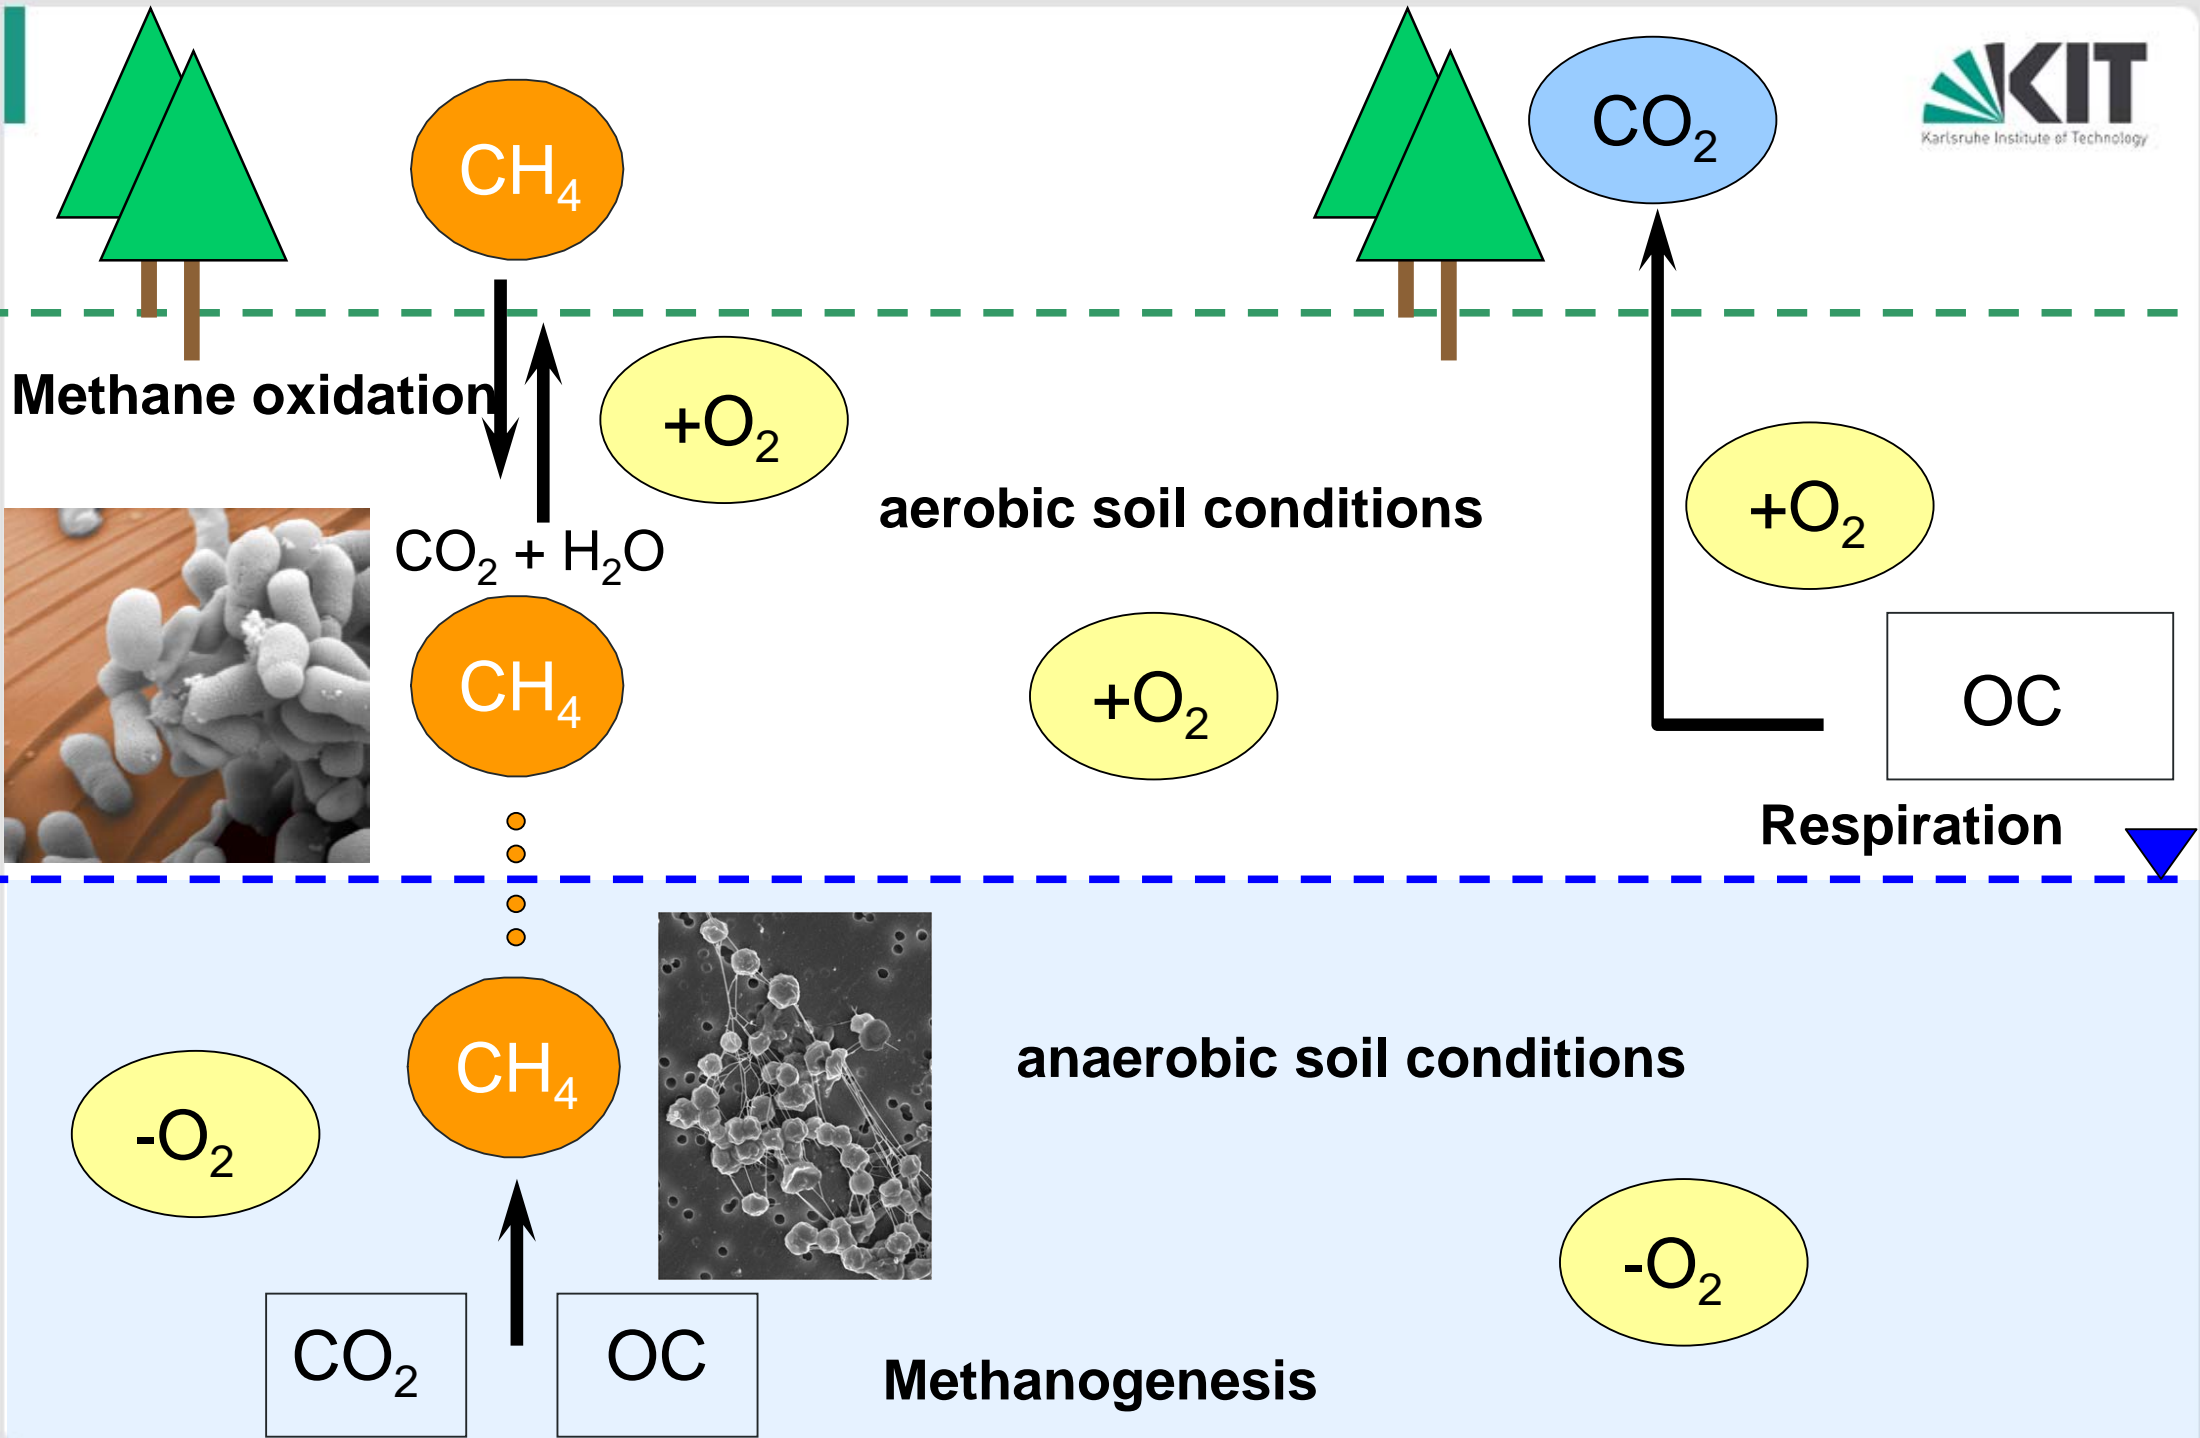 CH₄
CO₂
KIT
Karlsruhe Institute of Technology
Methane oxidation
+O₂
aerobic soil conditions
+O₂
CO₂ + H₂O
CH₄
+O₂
OC
Respiration
CH₄
anaerobic soil conditions
-O₂
-O₂
CO₂
OC
Methanogenesis